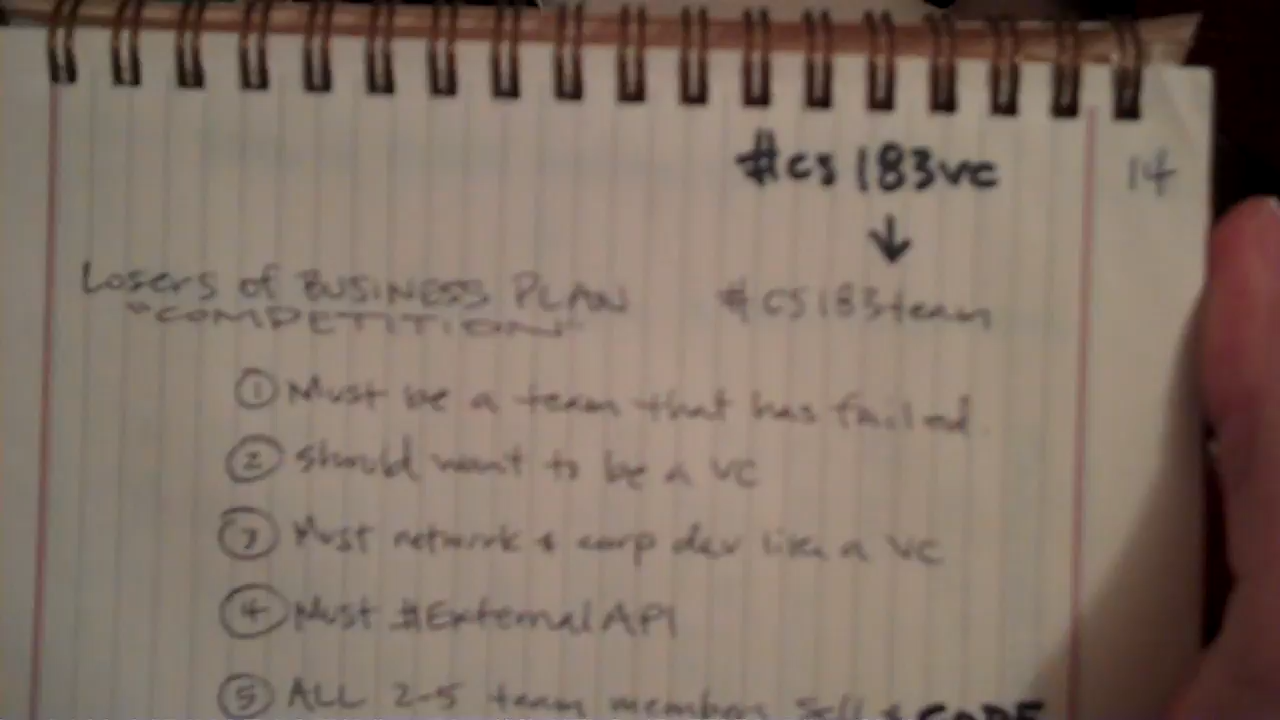 #cs183vc
14
↓
Losers of BUSINESS PLAN
"COMPETITION"
#cs183team
① Must be a team that has failed.
② Should want to be a VC
③ Must network & corp dev like a VC
④ Must #ExternalAPI
⑤ ALL 2-5 team members sell & CODE